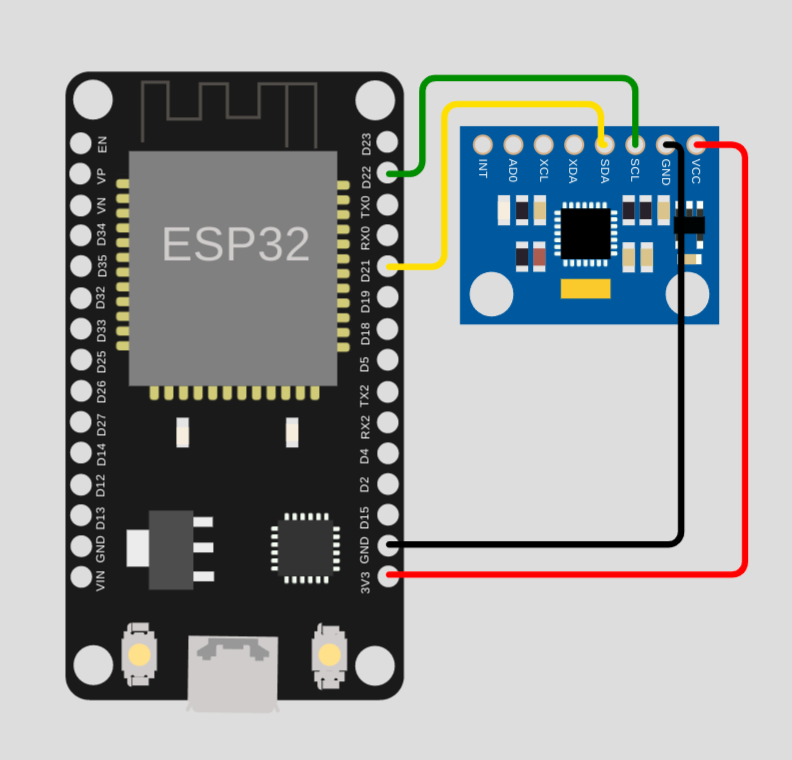 ESP32
EN
VP
VN
D34
D35
D32
D33
D25
D26
D27
D14
D12
D13
GND
VIN
D23
D22
TX0
RX0
D21
D19
D18
D5
TX2
RX2
D4
D2
D15
GND
3V3
INT
AD0
XCL
XDA
SDA
SCL
GND
VCC